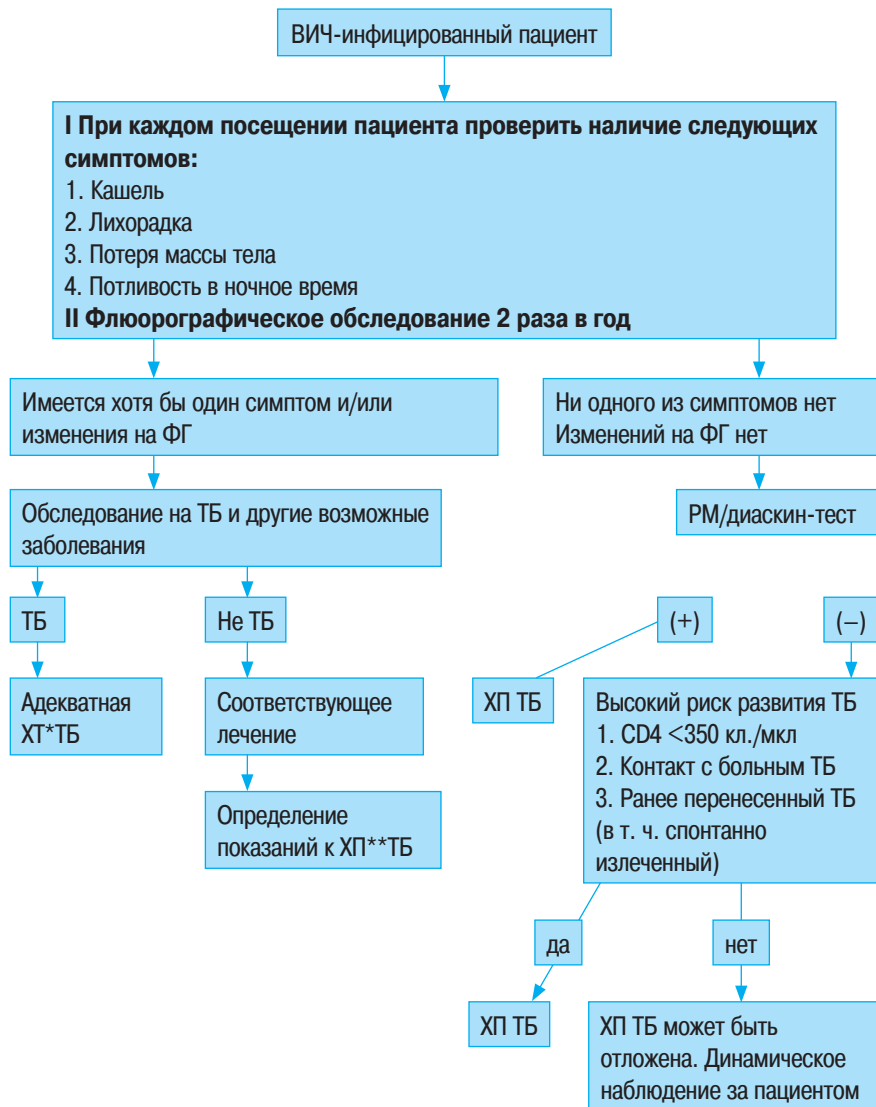 ВИЧ-инфицированный пациент
I При каждом посещении пациента проверить наличие следующих
симптомов:
1. Кашель
2. Лихорадка
3. Потеря массы тела
4. Потливость в ночное время
II Флюорографическое обследование 2 раза в год
Имеется хотя бы один симптом и/или
изменения на ФГ
Ни одного из симптомов нет
Изменений на ФГ нет
Обследование на ТБ и другие возможные
заболевания
РМ/диаскин-тест
ТБ
Не ТБ
(+)
(–)
Адекватная
ХТ*ТБ
Соответствующее
лечение
Определение
показаний к ХП**ТБ
ХП ТБ
Высокий риск развития ТБ
1. CD4 <350 кл./мкл
2. Контакт с больным ТБ
3. Ранее перенесенный ТБ
(в т. ч. спонтанно
излеченный)
да
нет
ХП ТБ
ХП ТБ может быть
отложена. Динамическое
наблюдение за пациентом